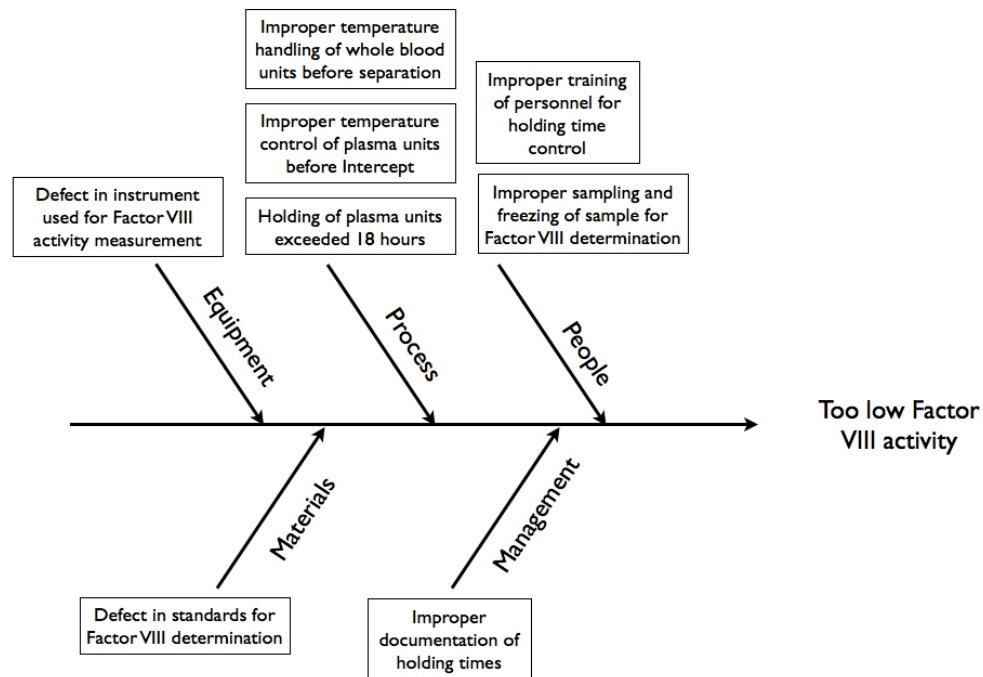 Improper temperature
handling of whole blood
units before separation
Improper training
of personnel for
holding time
control
Improper temperature
control of plasma units
before Intercept
Defect in instrument
used for Factor VIII
activity measurement
Holding of plasma units
exceeded 18 hours
Improper sampling and
freezing of sample for
Factor VIII determination
Equipment
Process
People
Too low Factor
VIII activity
Materials
Management
Defect in standards for
Factor VIII determination
Improper
documentation of
holding times